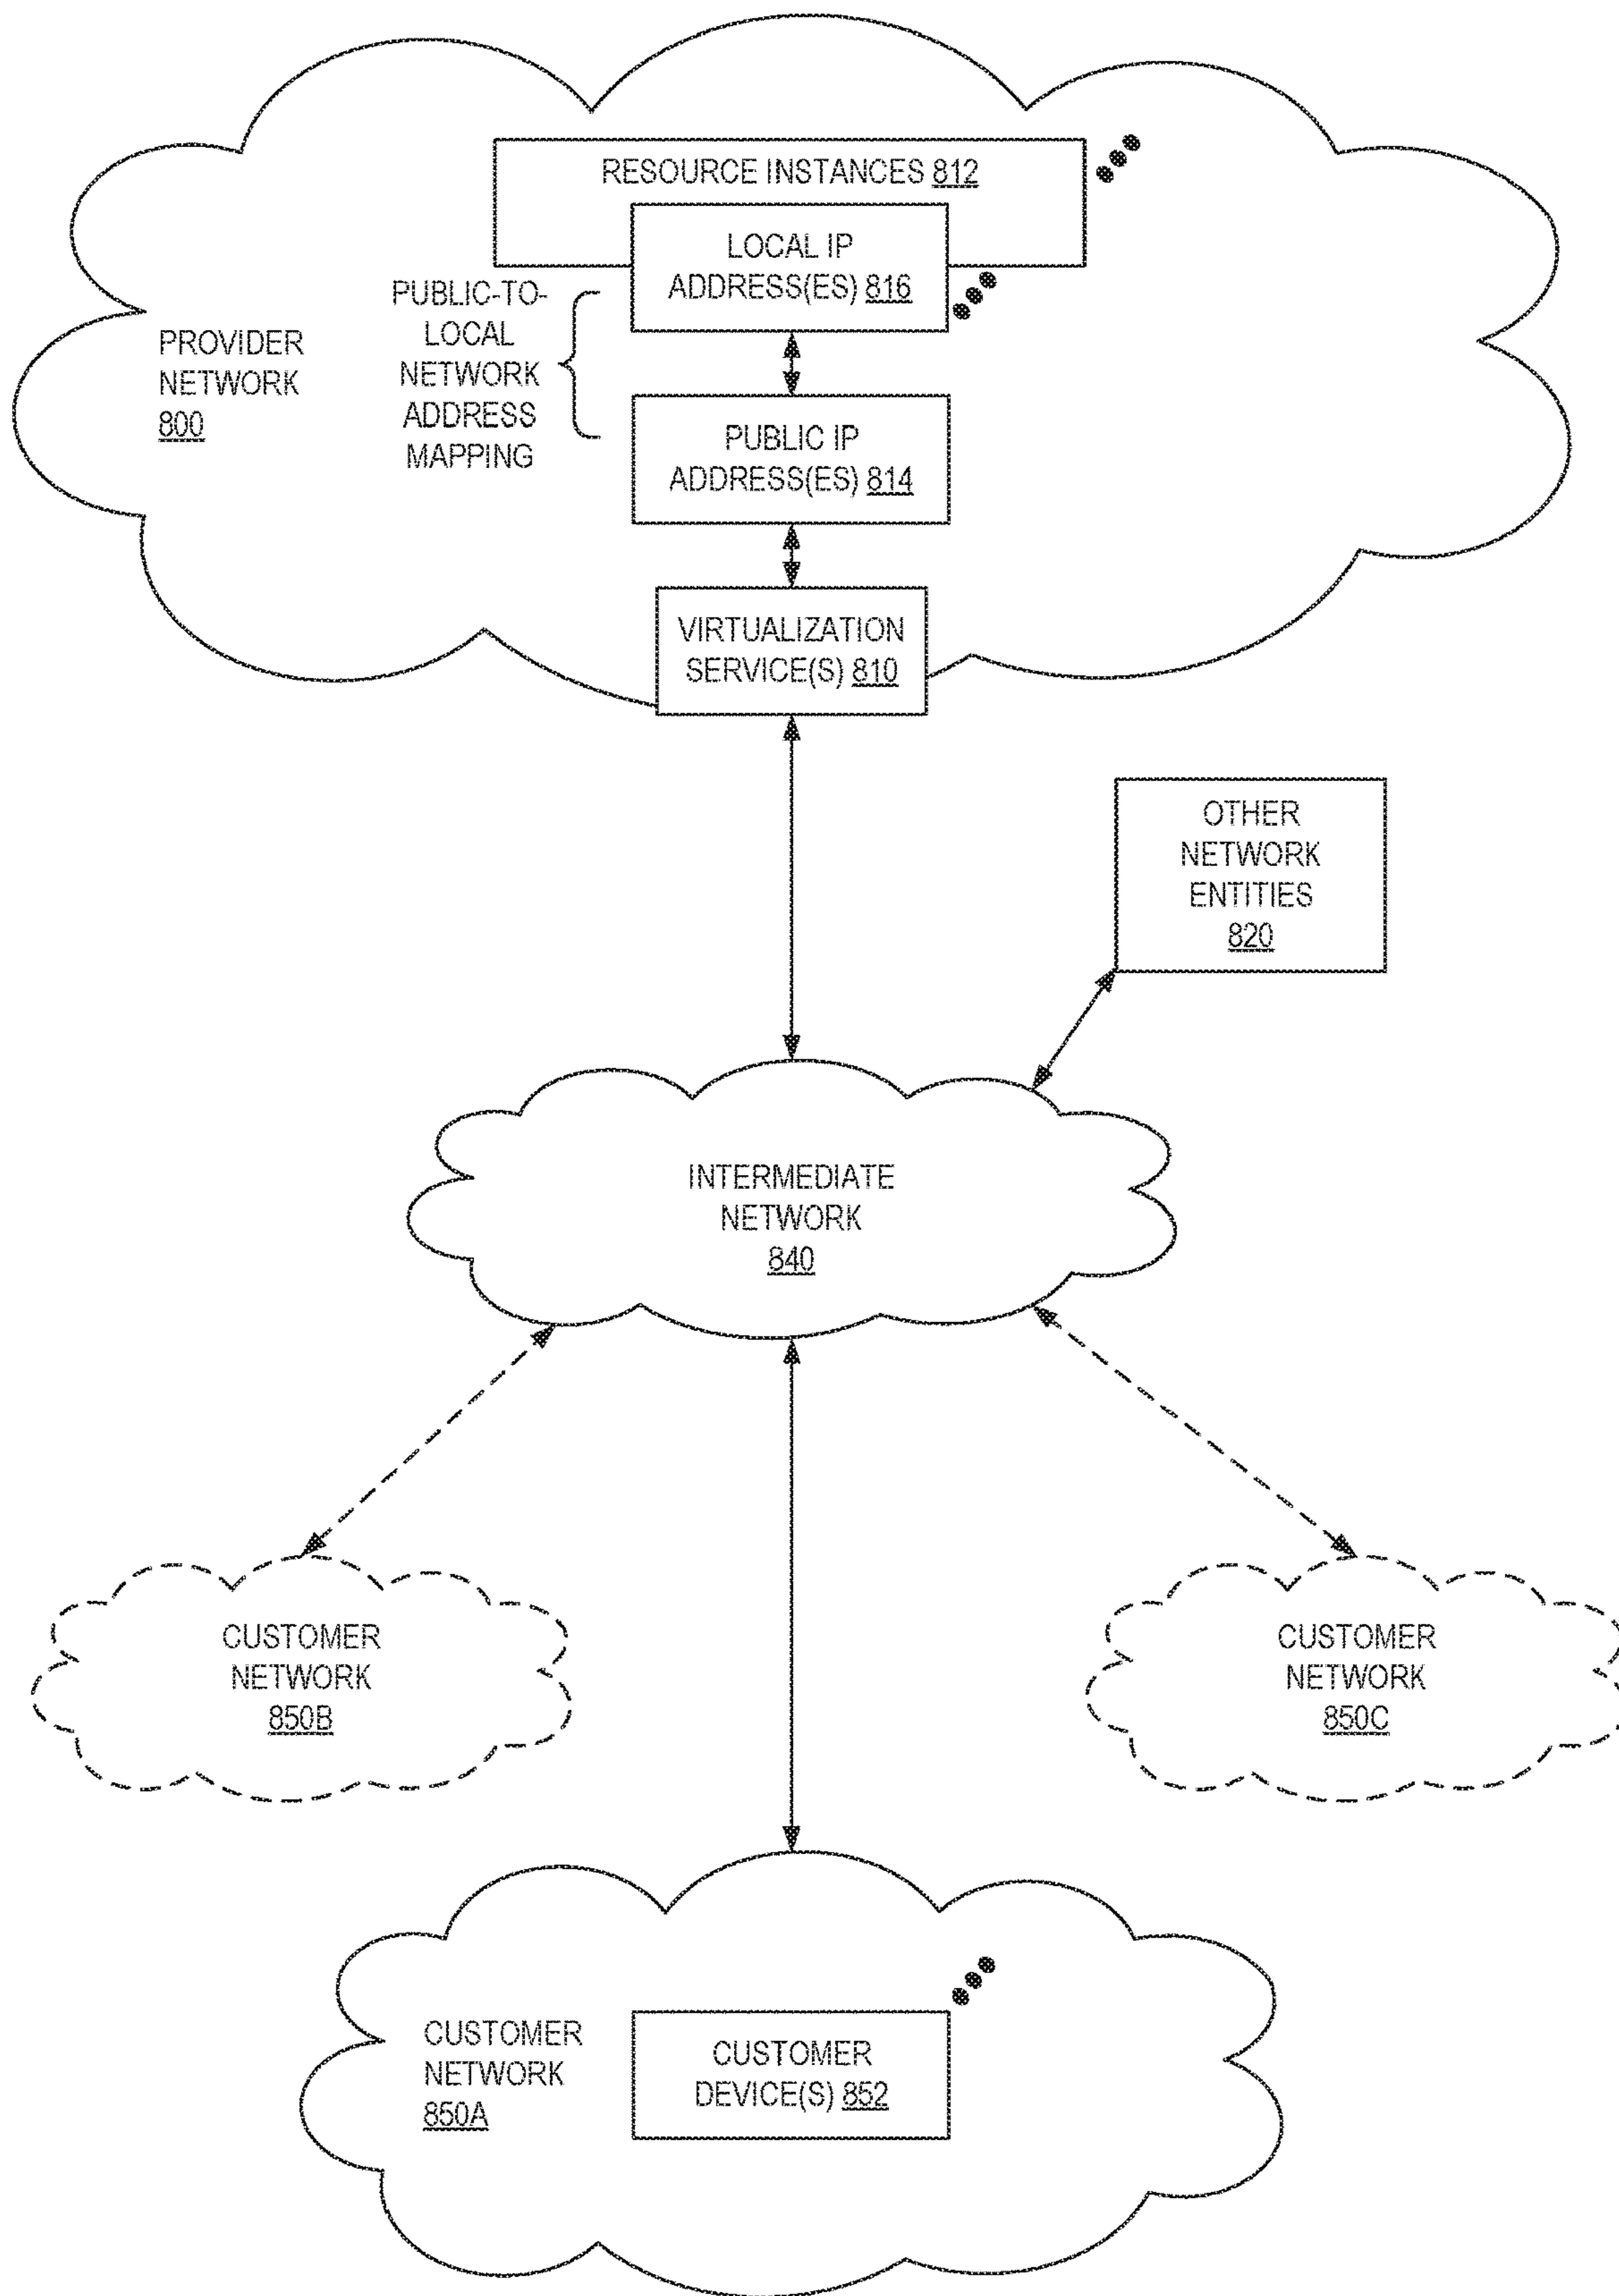 RESOURCE INSTANCES 812
LOCAL IP
ADDRESS(ES) 816
PUBLIC-TO-
LOCAL
NETWORK
ADDRESS
MAPPING
PROVIDER
NETWORK
800
PUBLIC IP
ADDRESS(ES) 814
VIRTUALIZATION
SERVICE(S) 810
OTHER
NETWORK
ENTITIES
820
INTERMEDIATE
NETWORK
840
CUSTOMER
NETWORK
850B
CUSTOMER
NETWORK
850C
CUSTOMER
NETWORK
850A
CUSTOMER
DEVICE(S) 852